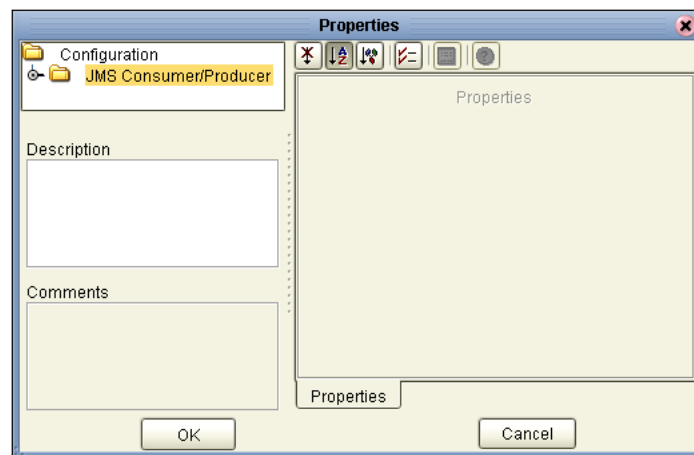 Properties
Configuration
JMS Consumer/Producer
Properties
Description
Comments
Properties
OK
Cancel